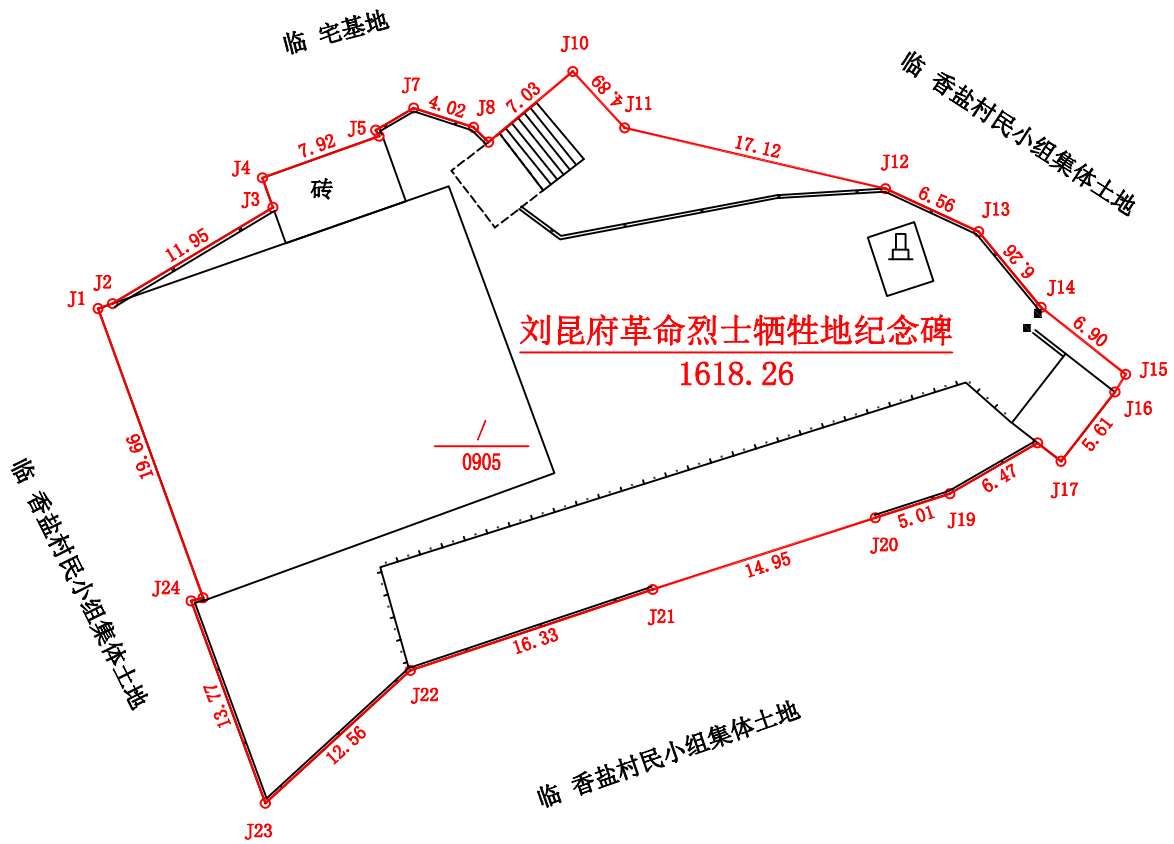 临 宅基地
临 香盐村民小组集体土地
J10
4.89
J11
7.03
J7
4.02
J8
J5
7.92
J4
砖
J3
11.95
J2
J1
17.12
J12
6.56
J13
6.26
J14
6.90
J15
J16
5.61
J17
刘昆府革命烈士牺牲地纪念碑
1618.26
/
0905
19.66
临 香盐村民小组集体土地
6.47
J19
5.01
J20
14.95
J21
16.33
J22
J24
13.77
12.56
J23
临 香盐村民小组集体土地